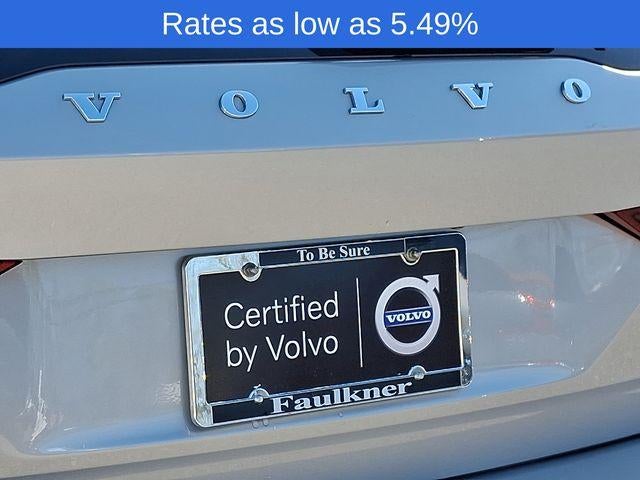 Rates as low as 5.49%
VOLVO
To Be Sure
Certified
by Volvo
VOLVO
Faulkner